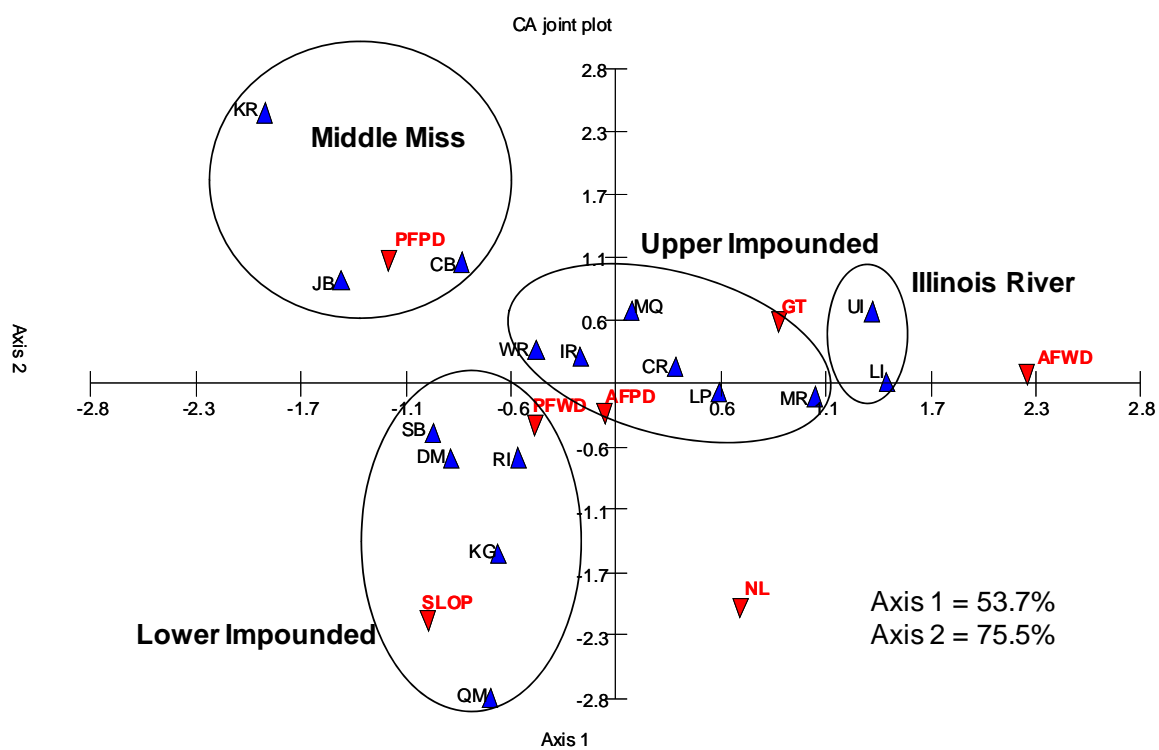 CA joint plot
2.8
KR
2.3
Middle Miss
1.7
PFPD
Upper Impounded
1.1
CB
JB
Illinois River
MQ
GT
UI
0.6
AFWD
WR
IR
CR
LI
Axis 2
-2.8
-2.3
-1.7
-1.1
-0.6
0.6
1.1
1.7
2.3
2.8
LP
MR
PFWD
AFPD
SB
-0.6
DM
RI
-1.1
KG
-1.7
NL
SLOP
Axis 1 = 53.7%
Axis 2 = 75.5%
Lower Impounded
-2.3
QM
-2.8
Axis 1